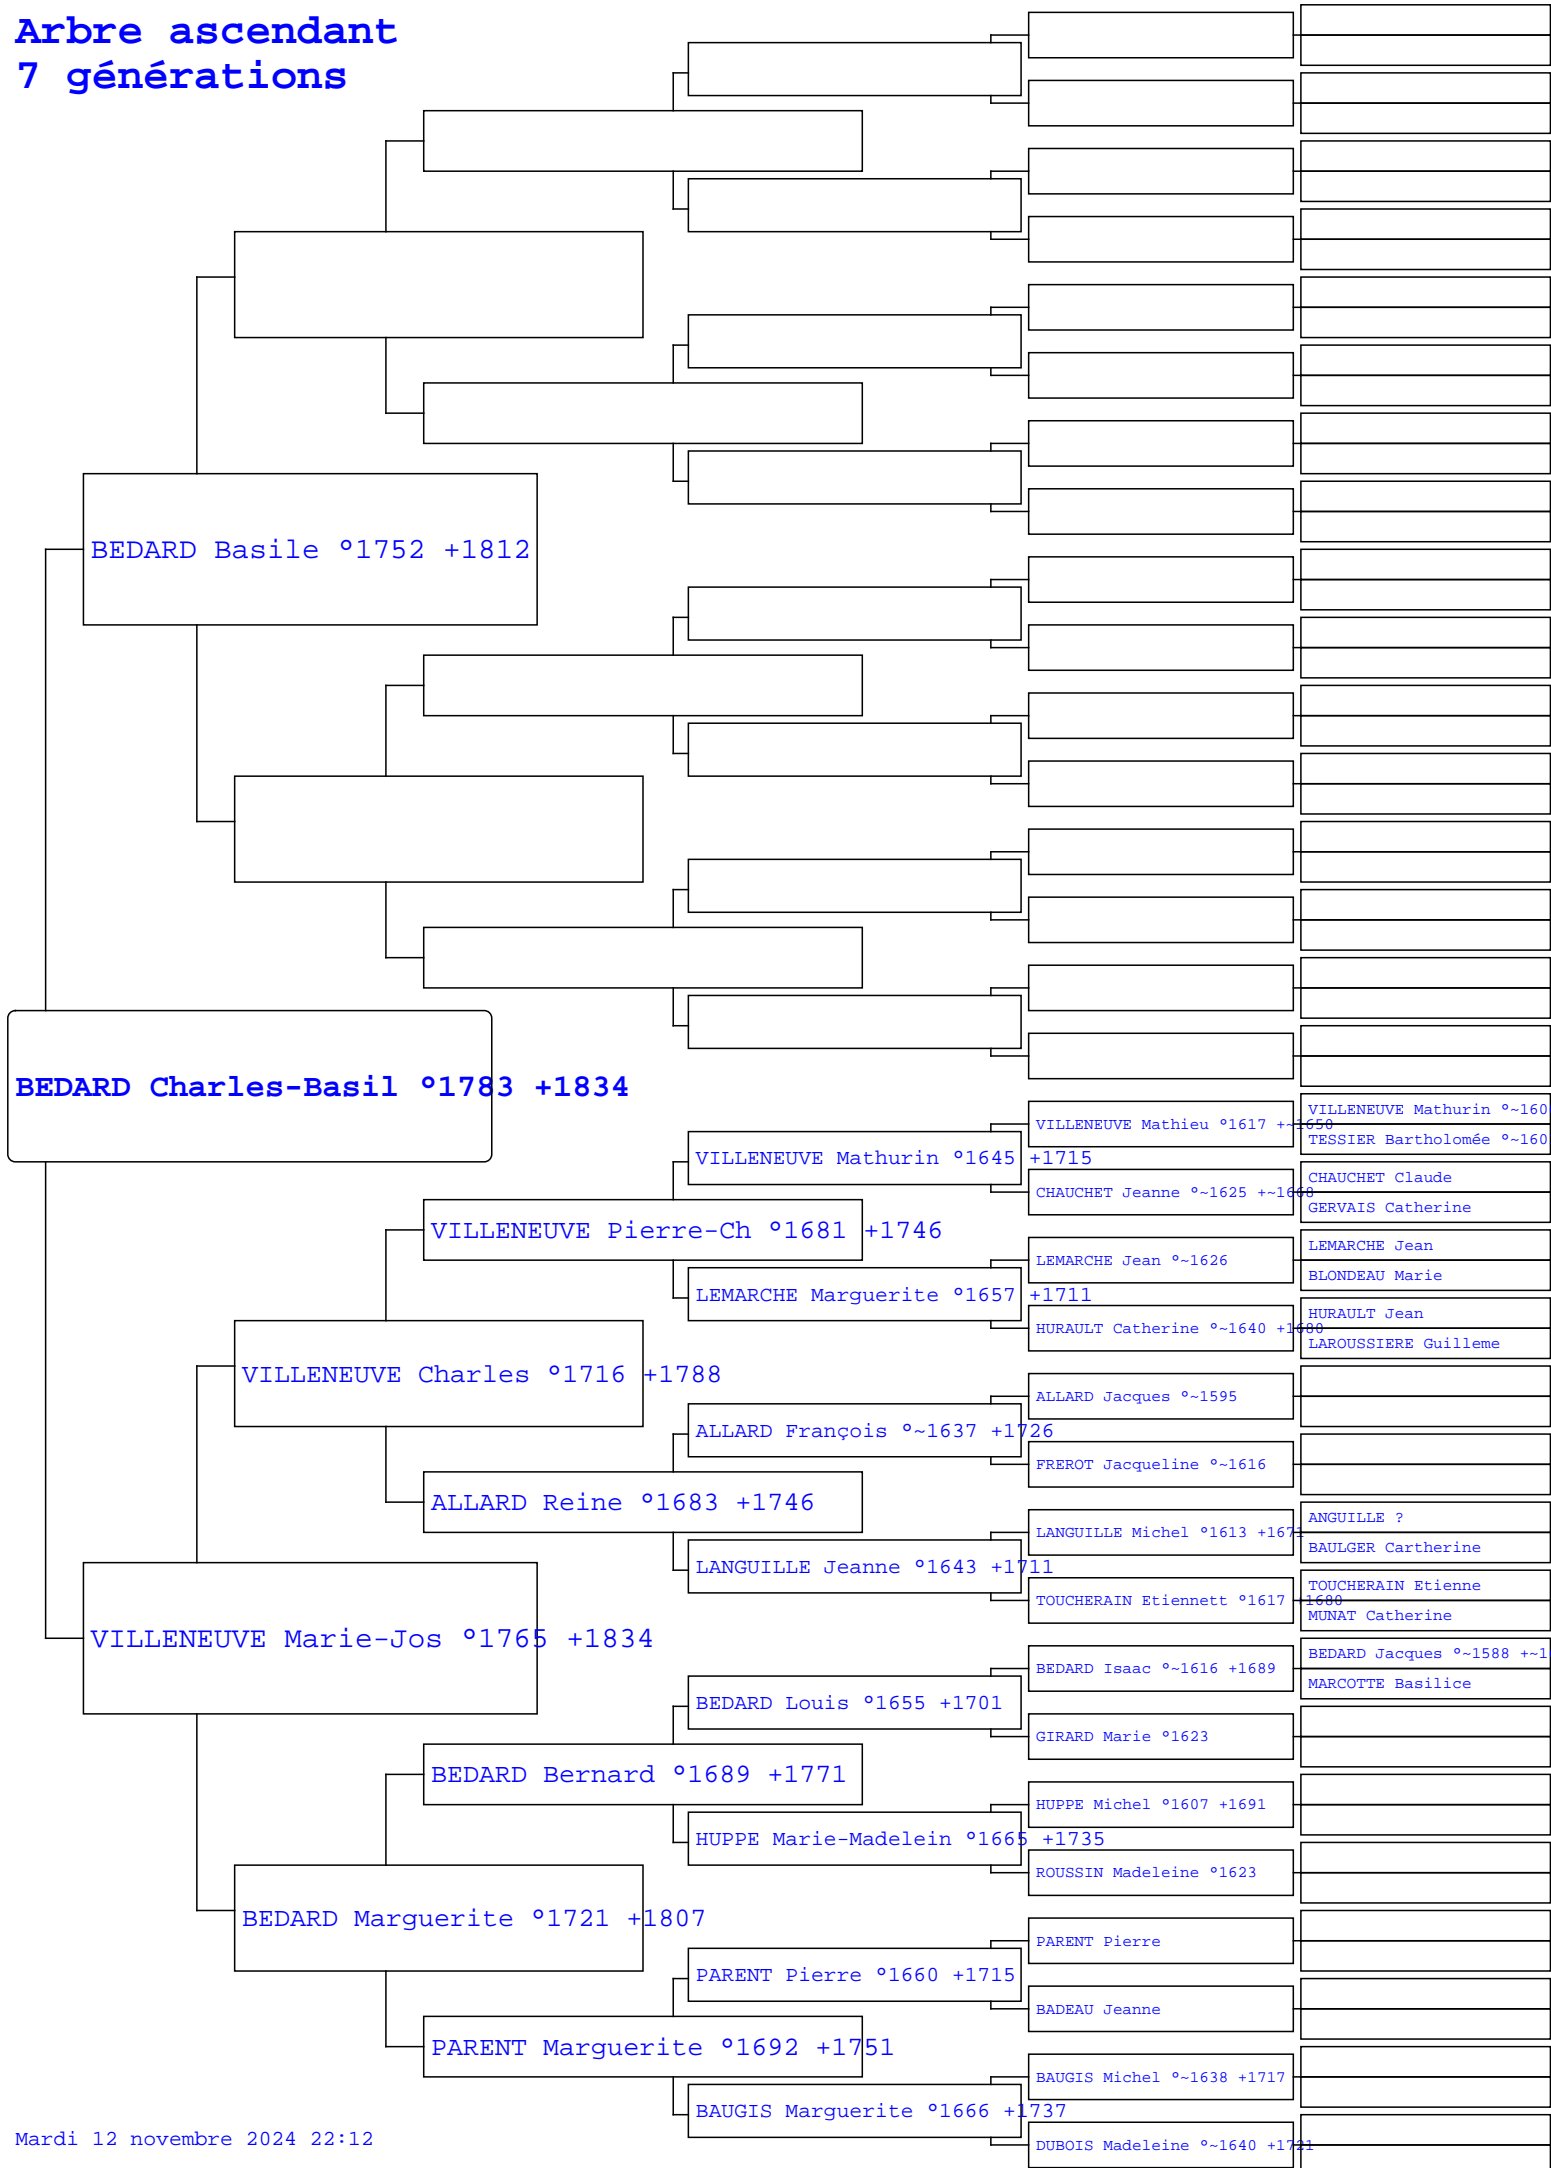 Arbre ascendant
7 générations
BEDARD Basile °1752 +1812
BEDARD Charles-Basil °1783 +1834
VILLENEUVE Mathurin °~160
VILLENEUVE Mathieu °1617 +~1650
TESSIER Bartholomée °~160
VILLENEUVE Mathurin °1645 +1715
CHAUCHET Claude
CHAUCHET Jeanne °~1625 +~1668
GERVAIS Catherine
VILLENEUVE Pierre-Ch °1681 +1746
LEMARCHE Jean
LEMARCHE Jean °~1626
BLONDEAU Marie
LEMARCHE Marguerite °1657 +1711
HURAULT Jean
HURAULT Catherine °~1640 +1680
LAROUSSIERE Guilleme
VILLENEUVE Charles °1716 +1788
ALLARD Jacques °~1595
ALLARD François °~1637 +1726
FREROT Jacqueline °~1616
ALLARD Reine °1683 +1746
ANGUILLE ?
LANGUILLE Michel °1613 +1671
BAULGER Cartherine
LANGUILLE Jeanne °1643 +1711
TOUCHERAIN Etienne
TOUCHERAIN Etiennett °1617 +1680
MUNAT Catherine
VILLENEUVE Marie-Jos °1765 +1834
BEDARD Jacques °~1588 +~1
BEDARD Isaac °~1616 +1689
MARCOTTE Basilice
BEDARD Louis °1655 +1701
GIRARD Marie °1623
BEDARD Bernard °1689 +1771
HUPPE Michel °1607 +1691
HUPPE Marie-Madelein °1665 +1735
ROUSSIN Madeleine °1623
BEDARD Marguerite °1721 +1807
PARENT Pierre
PARENT Pierre °1660 +1715
BADEAU Jeanne
PARENT Marguerite °1692 +1751
BAUGIS Michel °~1638 +1717
BAUGIS Marguerite °1666 +1737
DUBOIS Madeleine °~1640 +1721
Mardi 12 novembre 2024 22:12